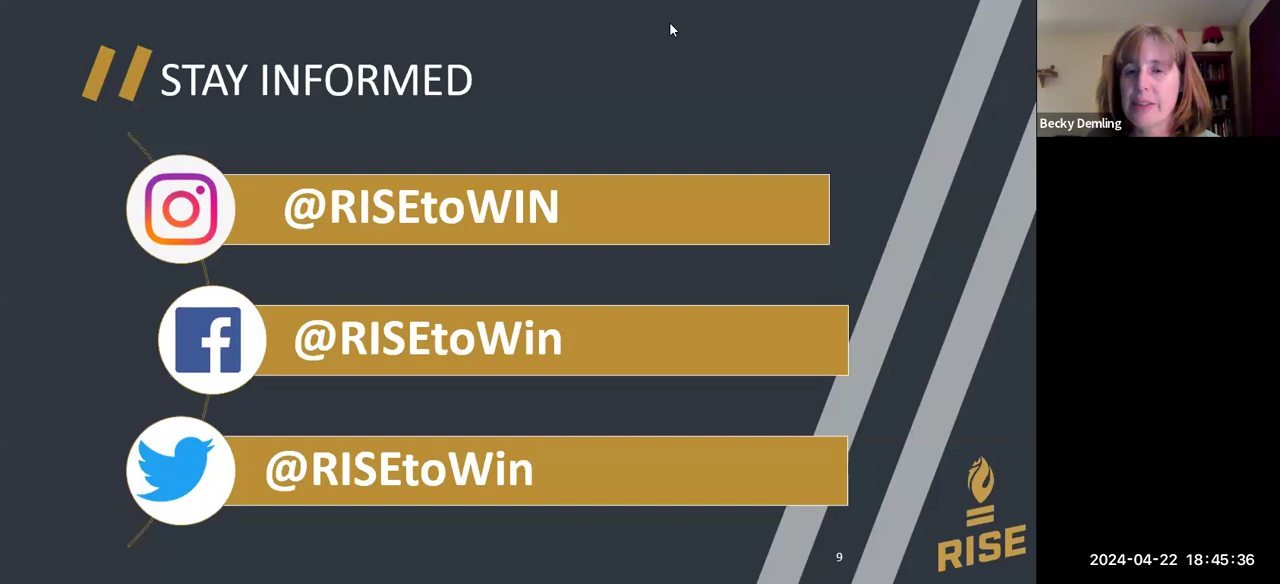 STAY INFORMED
@RISEtoWIN
@RISEtoWin
@RISEtoWin
9
RISE
Becky Demling
2024-04-22 18:45:36